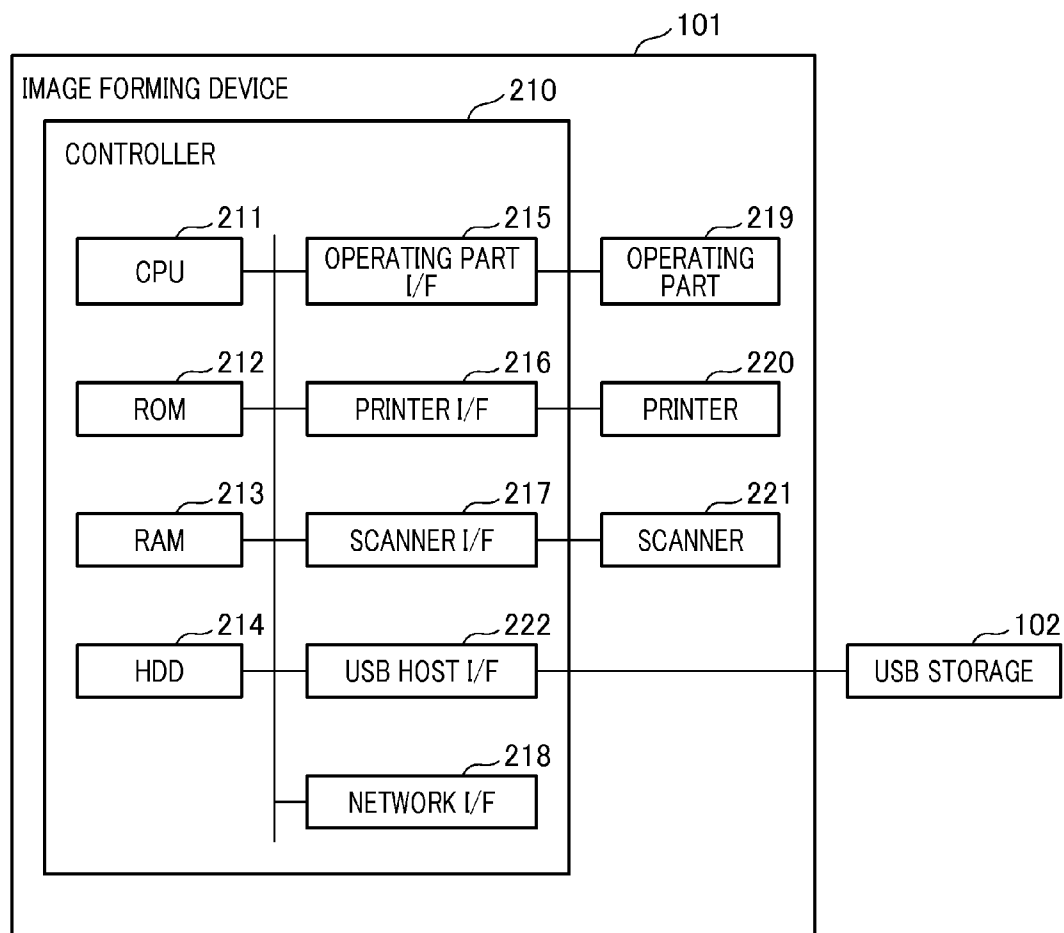 101
IMAGE FORMING DEVICE
210
CONTROLLER
211
215
219
CPU
OPERATING PART
I/F
OPERATING
PART
212
216
220
ROM
PRINTER I/F
PRINTER
213
217
221
RAM
SCANNER I/F
SCANNER
214
222
102
HDD
USB HOST I/F
USB STORAGE
218
NETWORK I/F